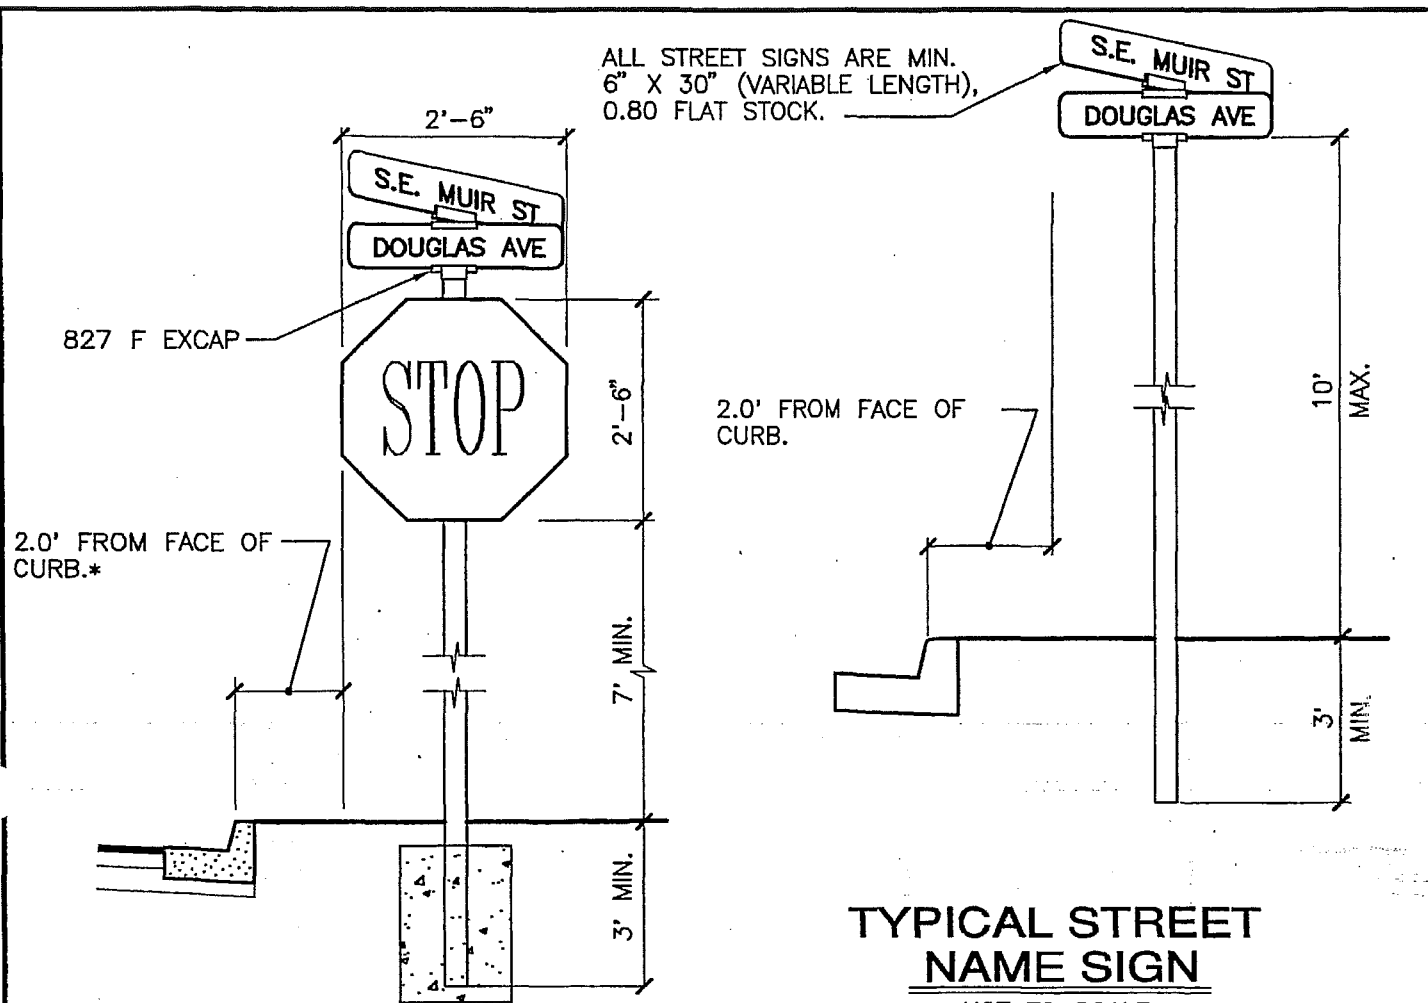 ALL STREET SIGNS ARE MIN.
6" X 30" (VARIABLE LENGTH),
0.80 FLAT STOCK.
S.E. MUIR ST
DOUGLAS AVE
2'-6"
S.E. MUIR ST
DOUGLAS AVE
827 F EXCAP
STOP
2'-6"
10'
MAX.
2.0' FROM FACE OF
CURB.
2.0' FROM FACE OF
CURB.*
7' MIN.
3'
MIN.
3' MIN.
TYPICAL STREET
NAME SIGN